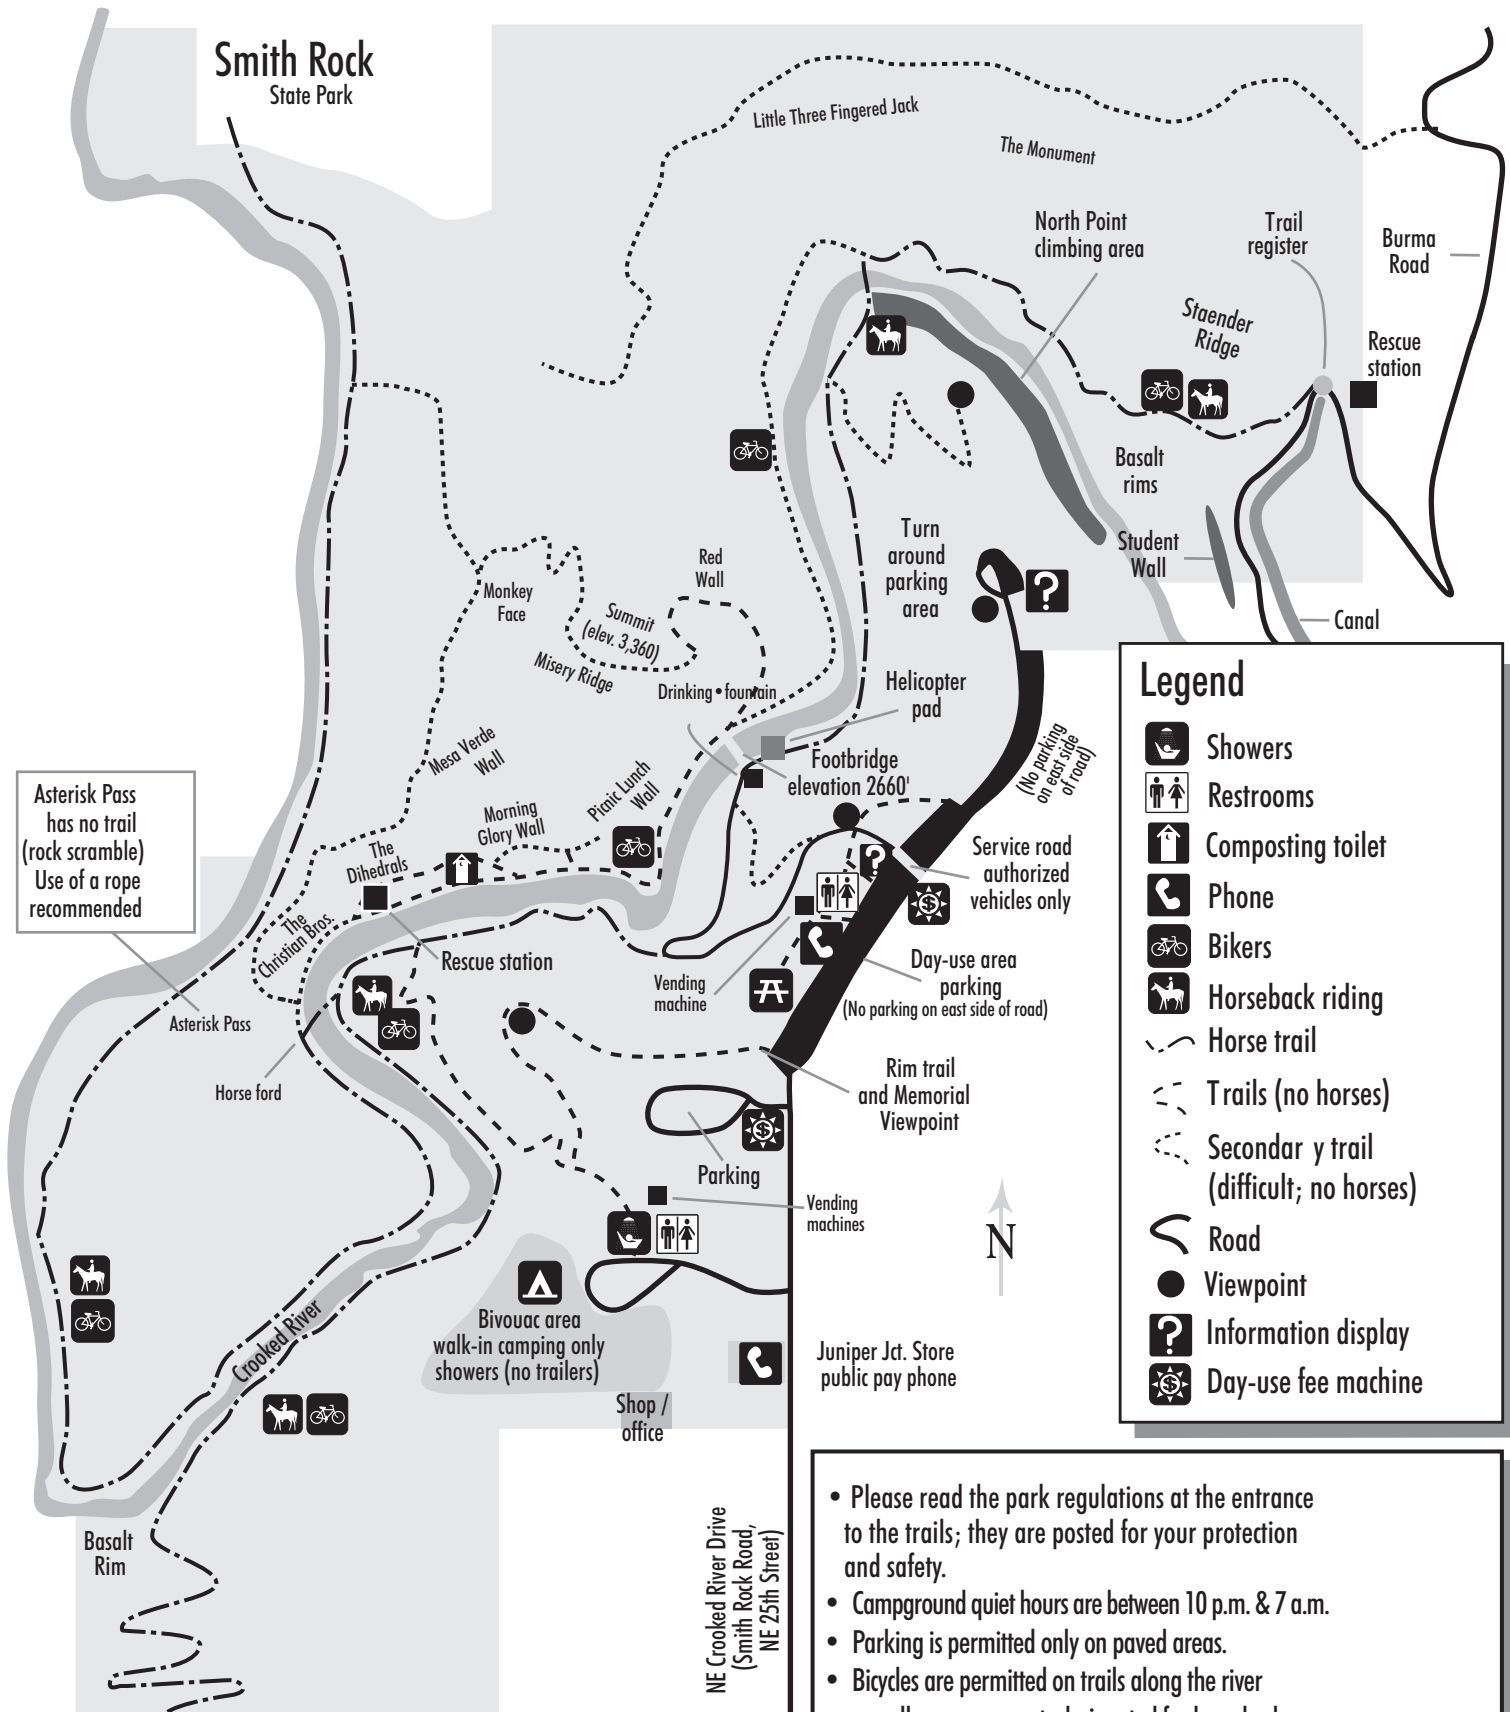 Smith Rock
State Park
Little Three Fingered Jack
The Monument
North Point
climbing area
Trail
register
Burma
Road
Staender
Ridge
Rescue
station
Basalt
rims
Student
Wall
Canal
Turn
around
parking
area
Red
Wall
Monkey
Face
Summit
(elev. 3,360)
Misery Ridge
Drinking • fountain
Helicopter
pad
Footbridge
elevation 2660'
(No parking
on east side
of road)
Mesa Verde
Wall
Picnic Lunch
Wall
Morning
Glory Wall
The
Dihedrals
The
Christian Bros.
Asterisk Pass
has no trail
(rock scramble)
Use of a rope
recommended
Rescue station
Asterisk Pass
Horse ford
Service road
authorized
vehicles only
Vending
machine
Day-use area
parking
(No parking on east side of road)
Rim trail
and Memorial
Viewpoint
Parking
Vending
machines
N
Crooked River
Bivouac area
walk-in camping only
showers (no trailers)
Shop /
office
Juniper Jct. Store
public pay phone
Basalt
Rim
NE Crooked River Drive
(Smith Rock Road,
NE 25th Street)
Legend
Showers
Restrooms
Composting toilet
Phone
Bikers
Horseback riding
Horse trail
Trails (no horses)
Secondar y trail
(difficult; no horses)
Road
Viewpoint
Information display
Day-use fee machine
• Please read the park regulations at the entrance
to the trails; they are posted for your protection
and safety.
• Campground quiet hours are between 10 p.m. & 7 a.m.
• Parking is permitted only on paved areas.
• Bicycles are permitted on trails along the river